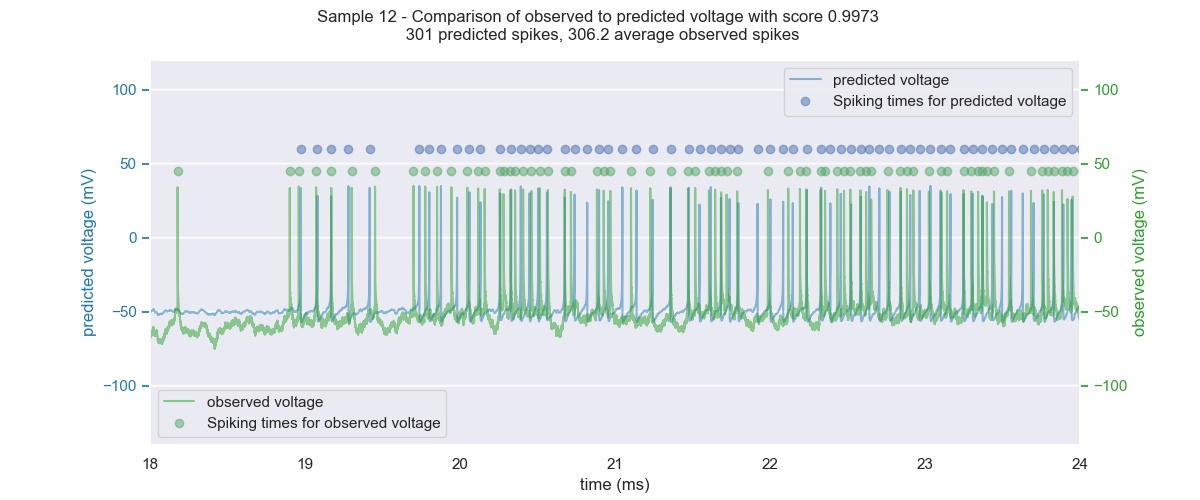 Sample 12 - Comparison of observed to predicted voltage with score 0.9973
301 predicted spikes, 306.2 average observed spikes
predicted voltage
Spiking times for predicted voltage
100
50
0
−50
−100
predicted voltage (mV)
100
50
0
−50
−100
observed voltage (mV)
observed voltage
Spiking times for observed voltage
18 19 20 21 22 23 24
time (ms)